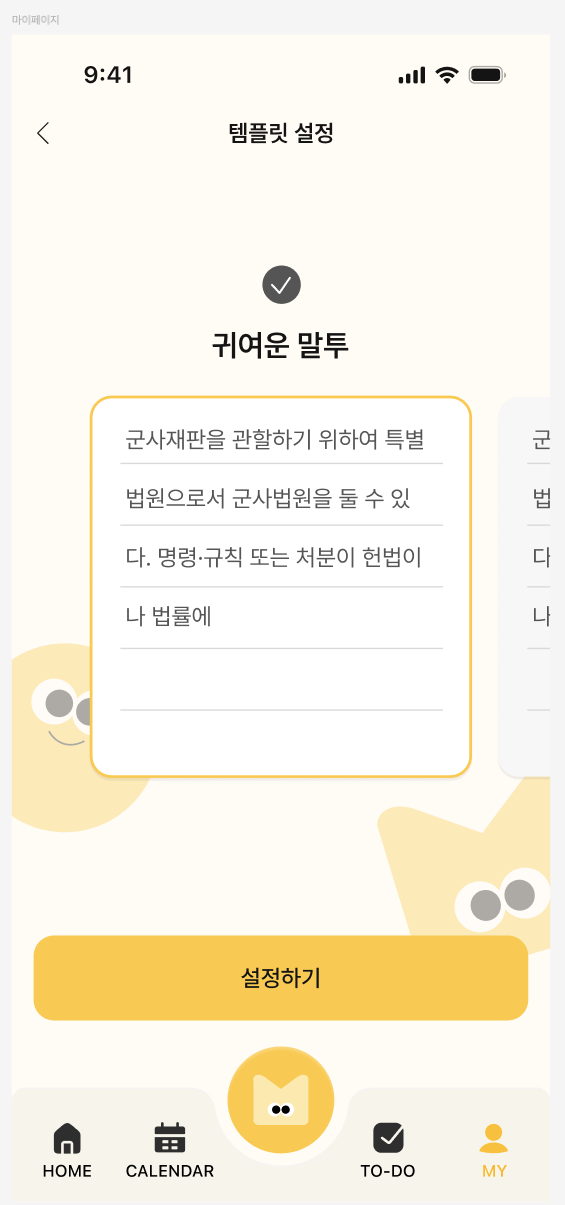 마이페이지
9:41
템플릿 설정
귀여운 말투
군사재판을 관할하기 위하여 특별
법원으로서 군사법원을 둘 수 있
다. 명령·규칙 또는 처분이 헌법이
나 법률에
군
법
다
나
설정하기
HOME
CALENDAR
TO-DO
MY